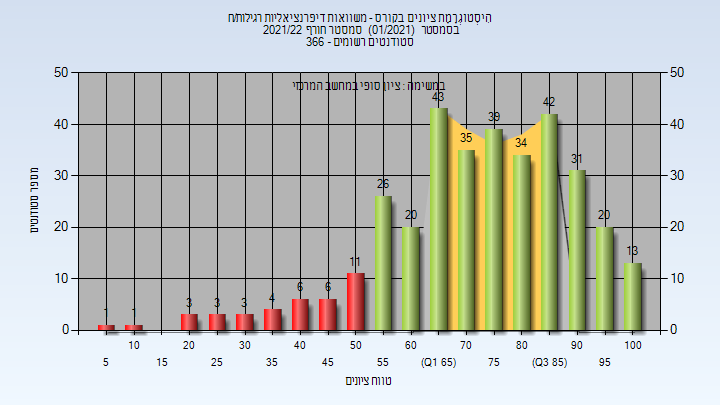 היסטוגרמת ציונים בקורס - משוואות דיפרנציאליות רגילות/ח
בסמסטר (01/2021) סמסטר חורף 2021/22
סטודנטים רשומים - 366
במשימה : ציון סופי במחשב המרכזי
50 50
40 40
30 30
20 20
10 10
0 0
מספר סטודנטים
1 1 3 3 3 4 6 6 11 26 20 43 35 39 34 42 31 20 13
10 20 30 40 50 60 70 80 90 100
5 15 25 35 45 55 (Q1 65) 75 (Q3 85) 95
טווח ציונים